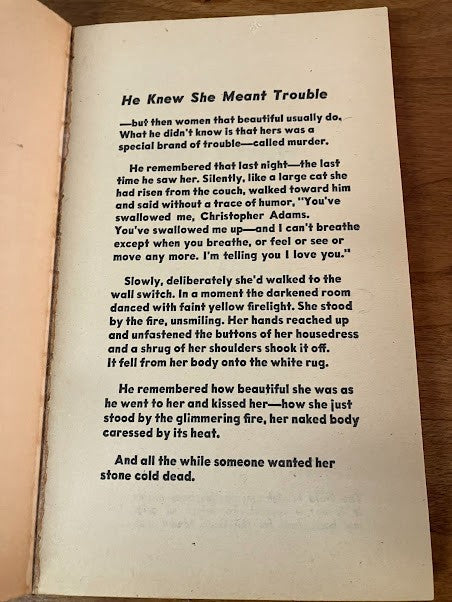 He Knew She Meant Trouble
—but then women that beautiful usually do.
What he didn't know is that hers was a
special brand of trouble—called murder.
He remembered that last night—the last
time he saw her. Silently, like a large cat she
had risen from the couch, walked toward him
and said without a trace of humor, "You've
swallowed me, Christopher Adams.
You've swallowed me up—and I can't breathe
except when you breathe, or feel or see or
move any more. I'm telling you I love you."
Slowly, deliberately she'd walked to the
wall switch. In a moment the darkened room
danced with faint yellow firelight. She stood
by the fire, unsmiling. Her hands reached up
and unfastened the buttons of her housedress
and a shrug of her shoulders shook it off.
It fell from her body onto the white rug.
He remembered how beautiful she was as
he went to her and kissed her—how she just
stood by the glimmering fire, her naked body
caressed by its heat.
And all the while someone wanted her
stone cold dead.